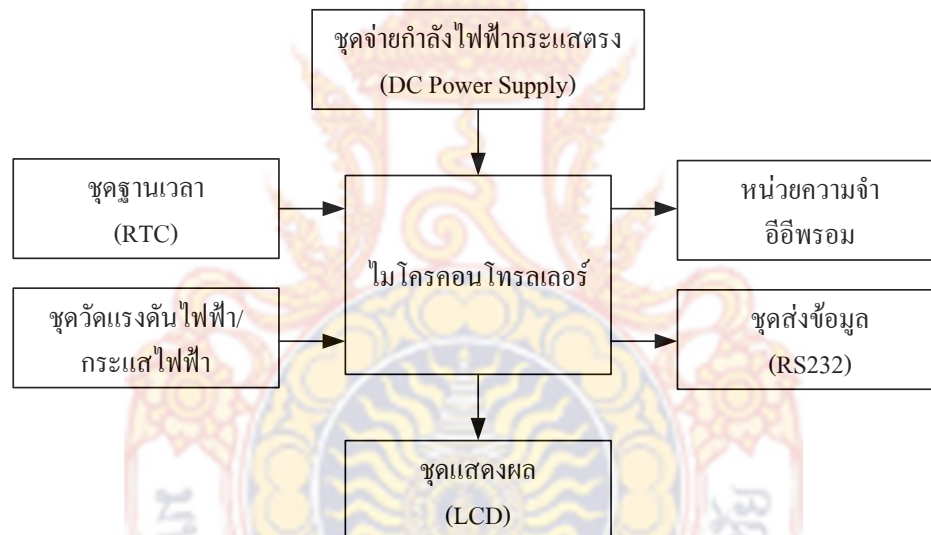 ชุดจ่ายกำลังไฟฟ้ากระแสตรง
(DC Power Supply)
ชุดฐานเวลา
(RTC)
หน่วยความจำ
อีอีพรอม
ไมโครคอนโทรลเลอร์
ชุดวัดแรงดันไฟฟ้า/
กระแสไฟฟ้า
ชุดส่งข้อมูล
(RS232)
ชุดแสดงผล
(LCD)